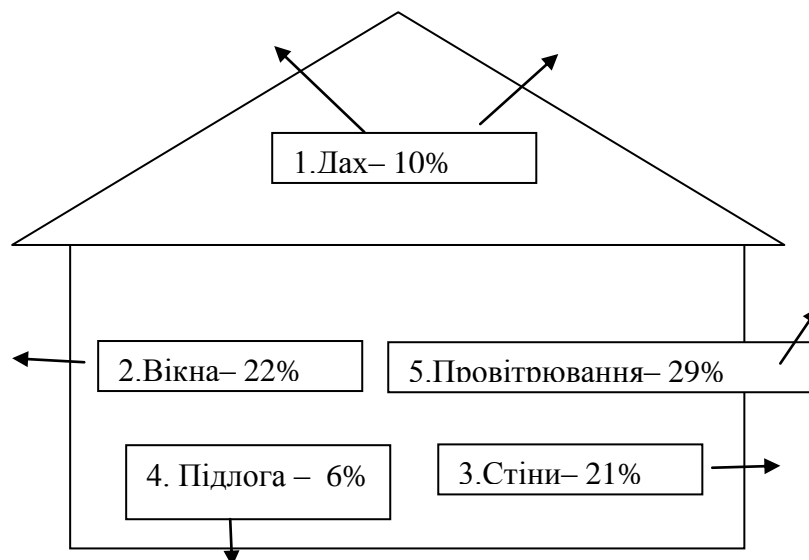 1.Дах– 10%
2.Вікна– 22%
5.Провітрювання– 29%
4. Підлога – 6%
3.Стіни– 21%